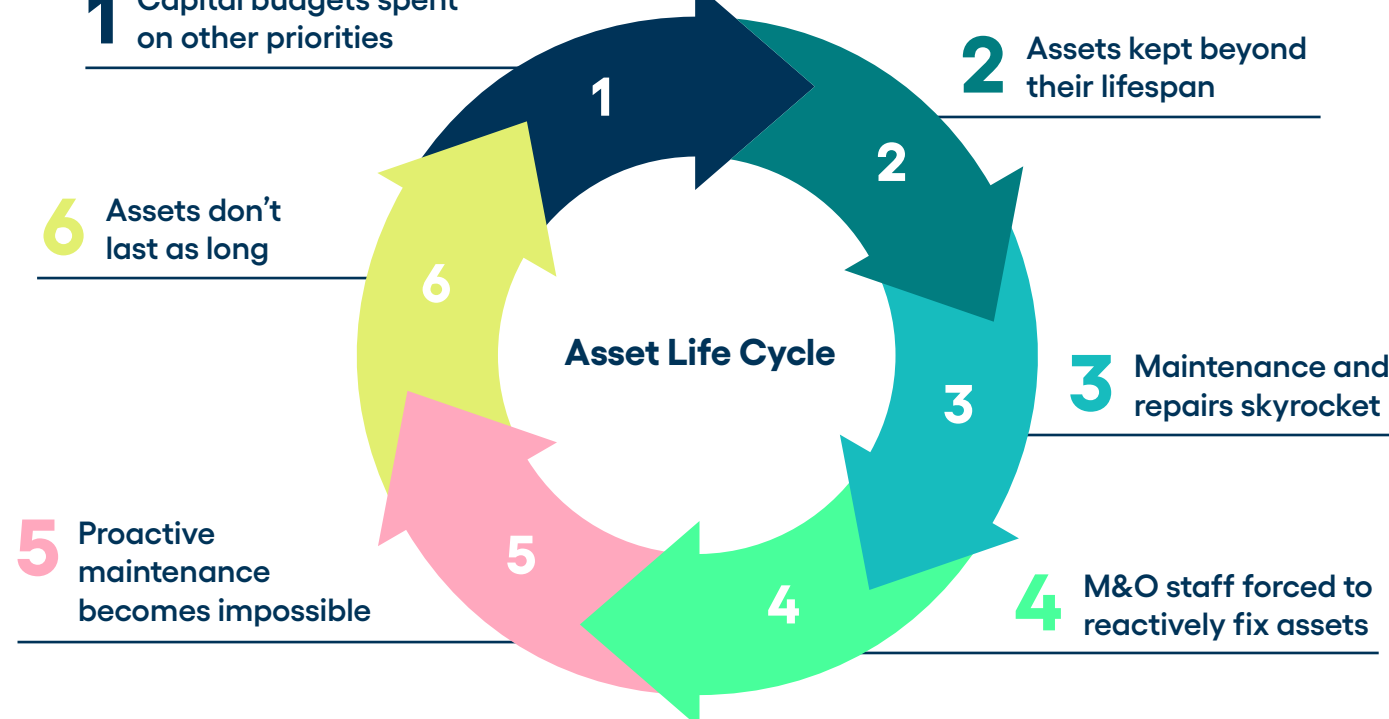 1 Capital budgets spent
on other priorities
2 Assets kept beyond
their lifespan
3 Maintenance and
repairs skyrocket
4 M&O staff forced to
reactively fix assets
5 Proactive
maintenance
becomes impossible
6 Assets don’t
last as long
Asset Life Cycle
1
2
3
4
5
6